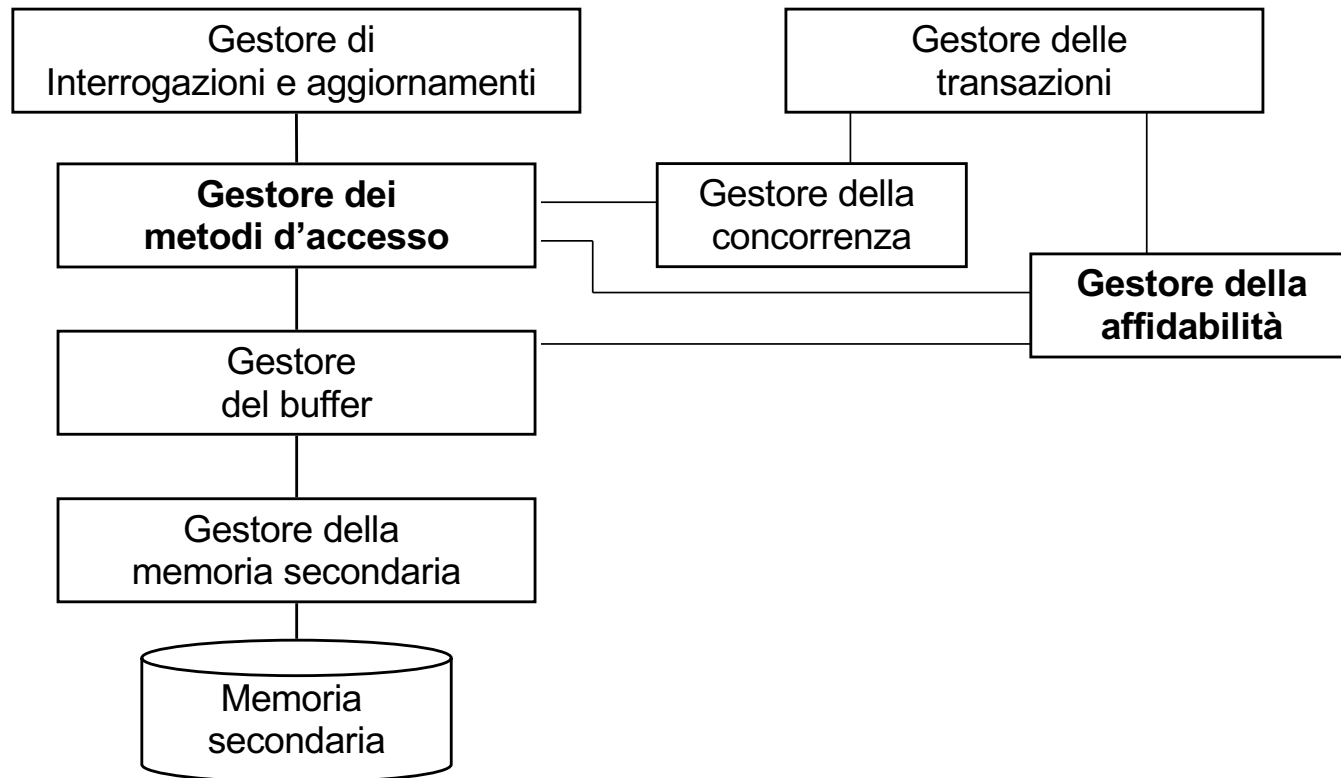 Gestore di
Interrogazioni e aggiornamenti
Gestore delle
transazioni
Gestore dei
metodi d’accesso
Gestore della
concorrenza
Gestore della
affidabilità
Gestore
del buffer
Gestore della
memoria secondaria
Memoria
secondaria